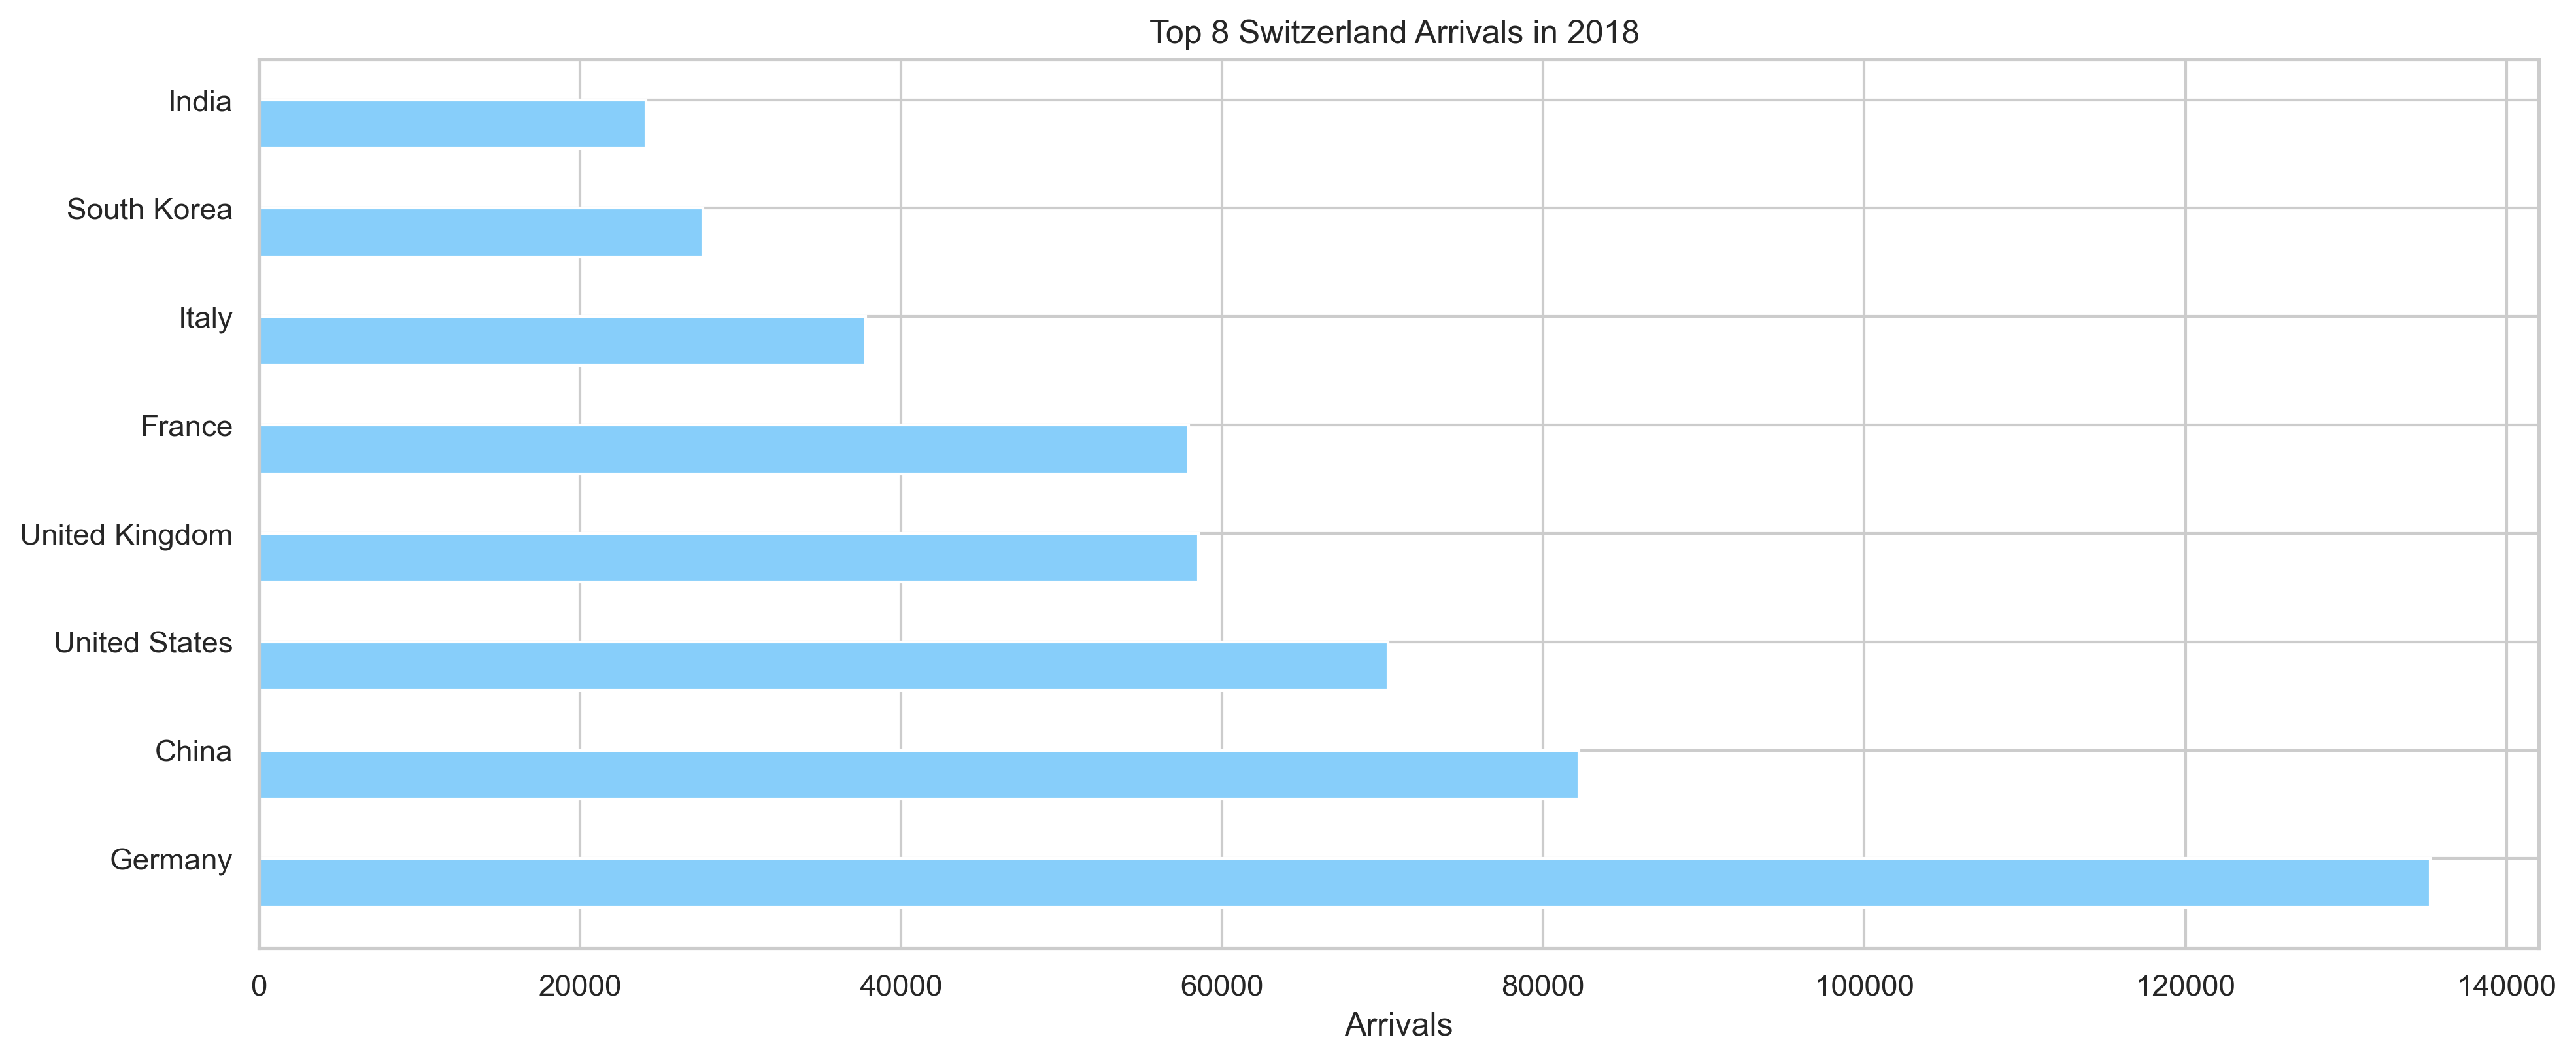 Top 8 Switzerland Arrivals in 2018
India
South Korea
Italy
France
United Kingdom
United States
China
Germany
0 20000 40000 60000 80000 100000 120000 140000
Arrivals